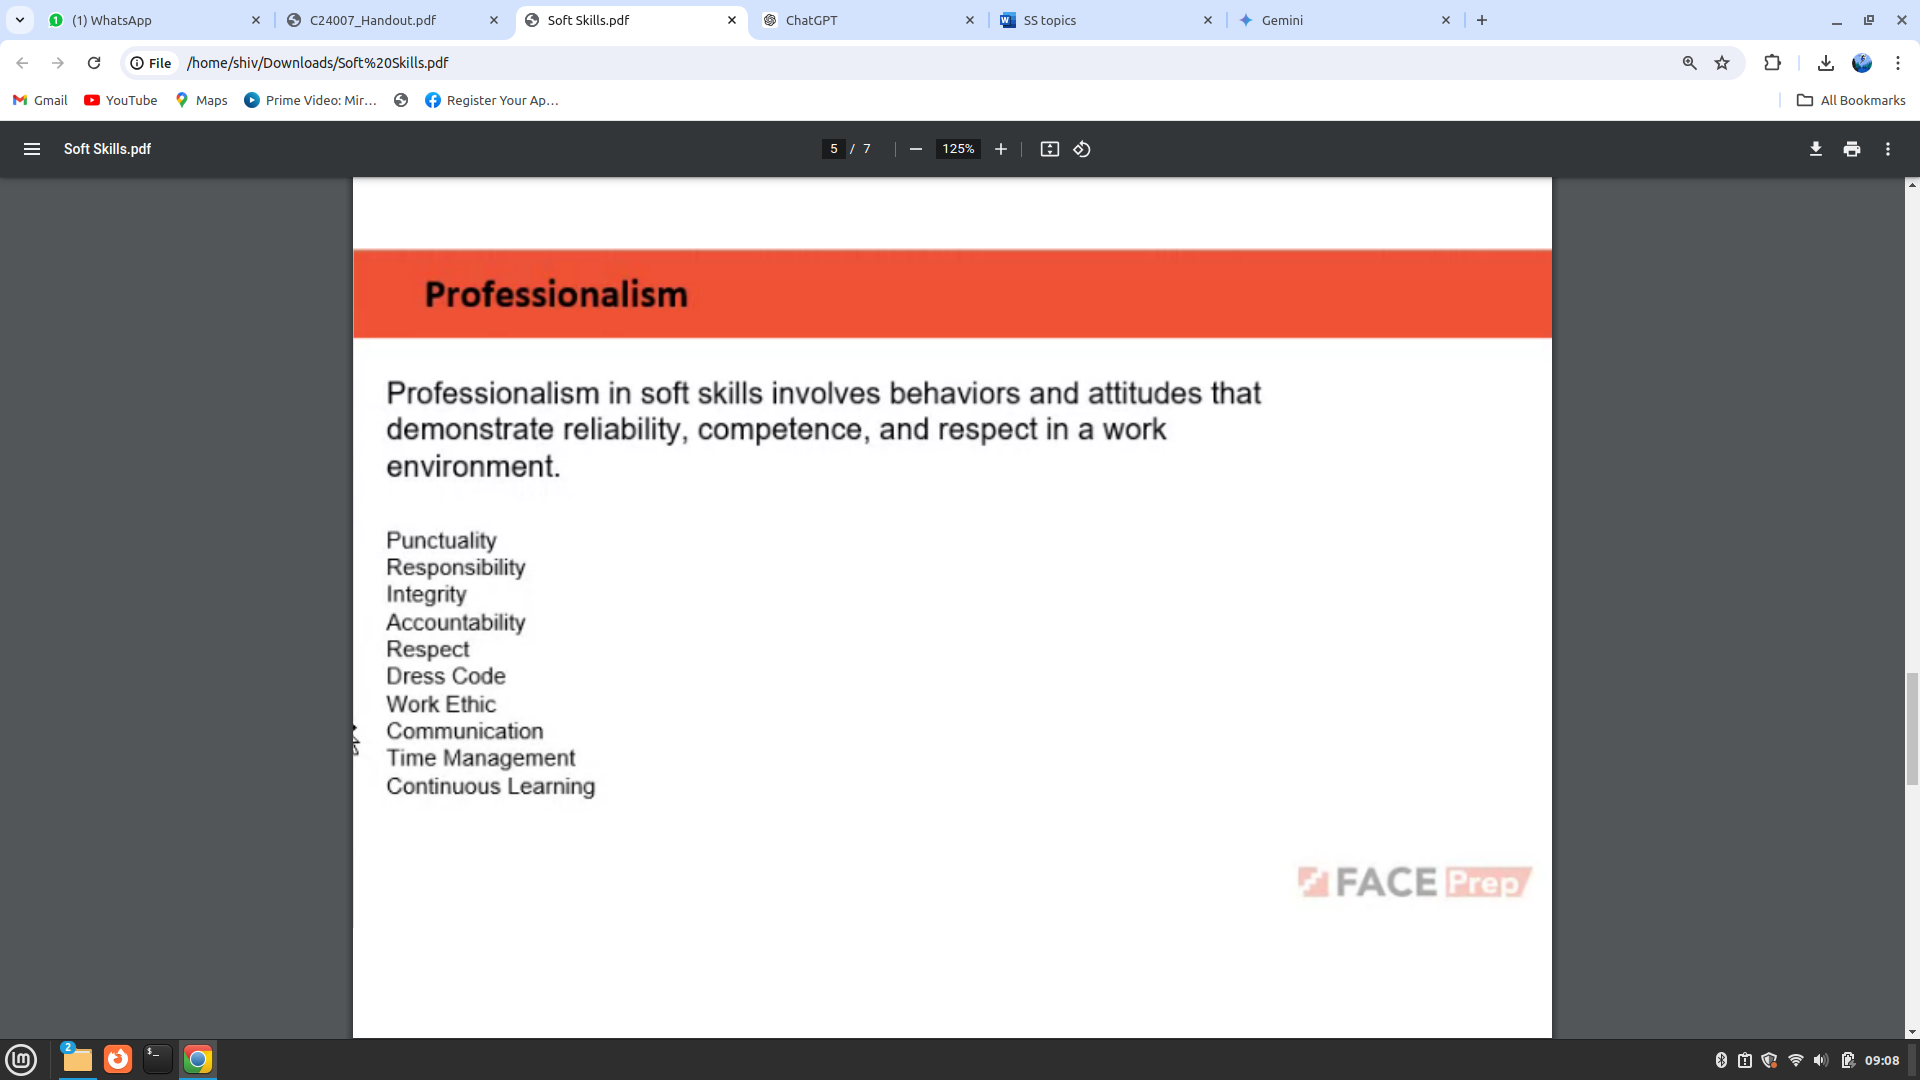 (1) WhatsApp
C24007_Handout.pdf
Soft Skills.pdf
ChatGPT
SS topics
Gemini
File
/home/shiv/Downloads/Soft%20Skills.pdf
Gmail
YouTube
Maps
Prime Video: Mir...
Register Your Ap...
All Bookmarks
Soft Skills.pdf
5 / 7
125%
Professionalism
Professionalism in soft skills involves behaviors and attitudes that
demonstrate reliability, competence, and respect in a work
environment.
Punctuality
Responsibility
Integrity
Accountability
Respect
Dress Code
Work Ethic
Communication
Time Management
Continuous Learning
FACE Prep
2
09:08